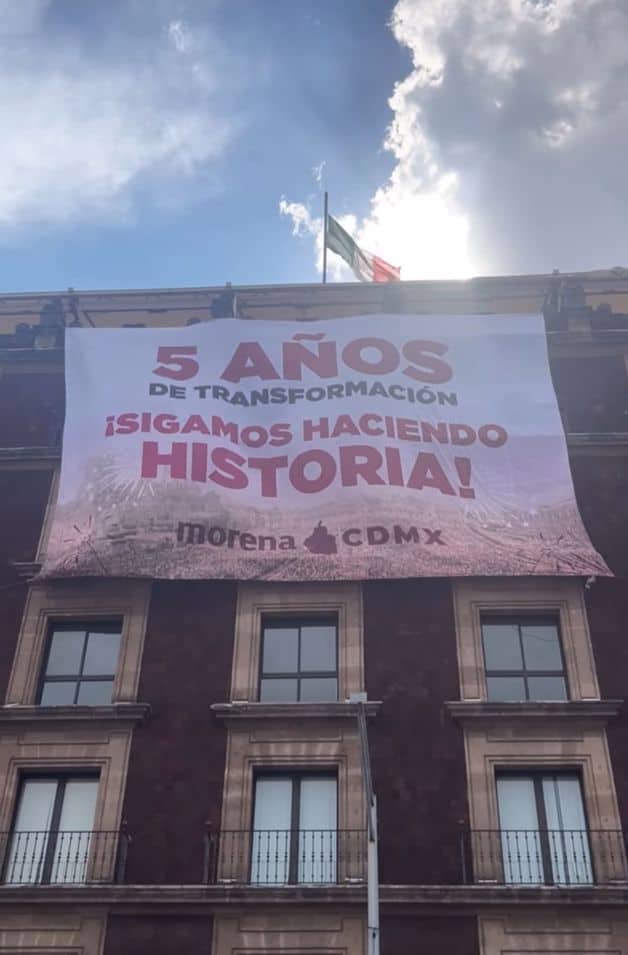 5 AÑOS
DE TRANSFORMACIÓN
¡SIGAMOS HACIENDO
HISTORIA!
morena CDMX